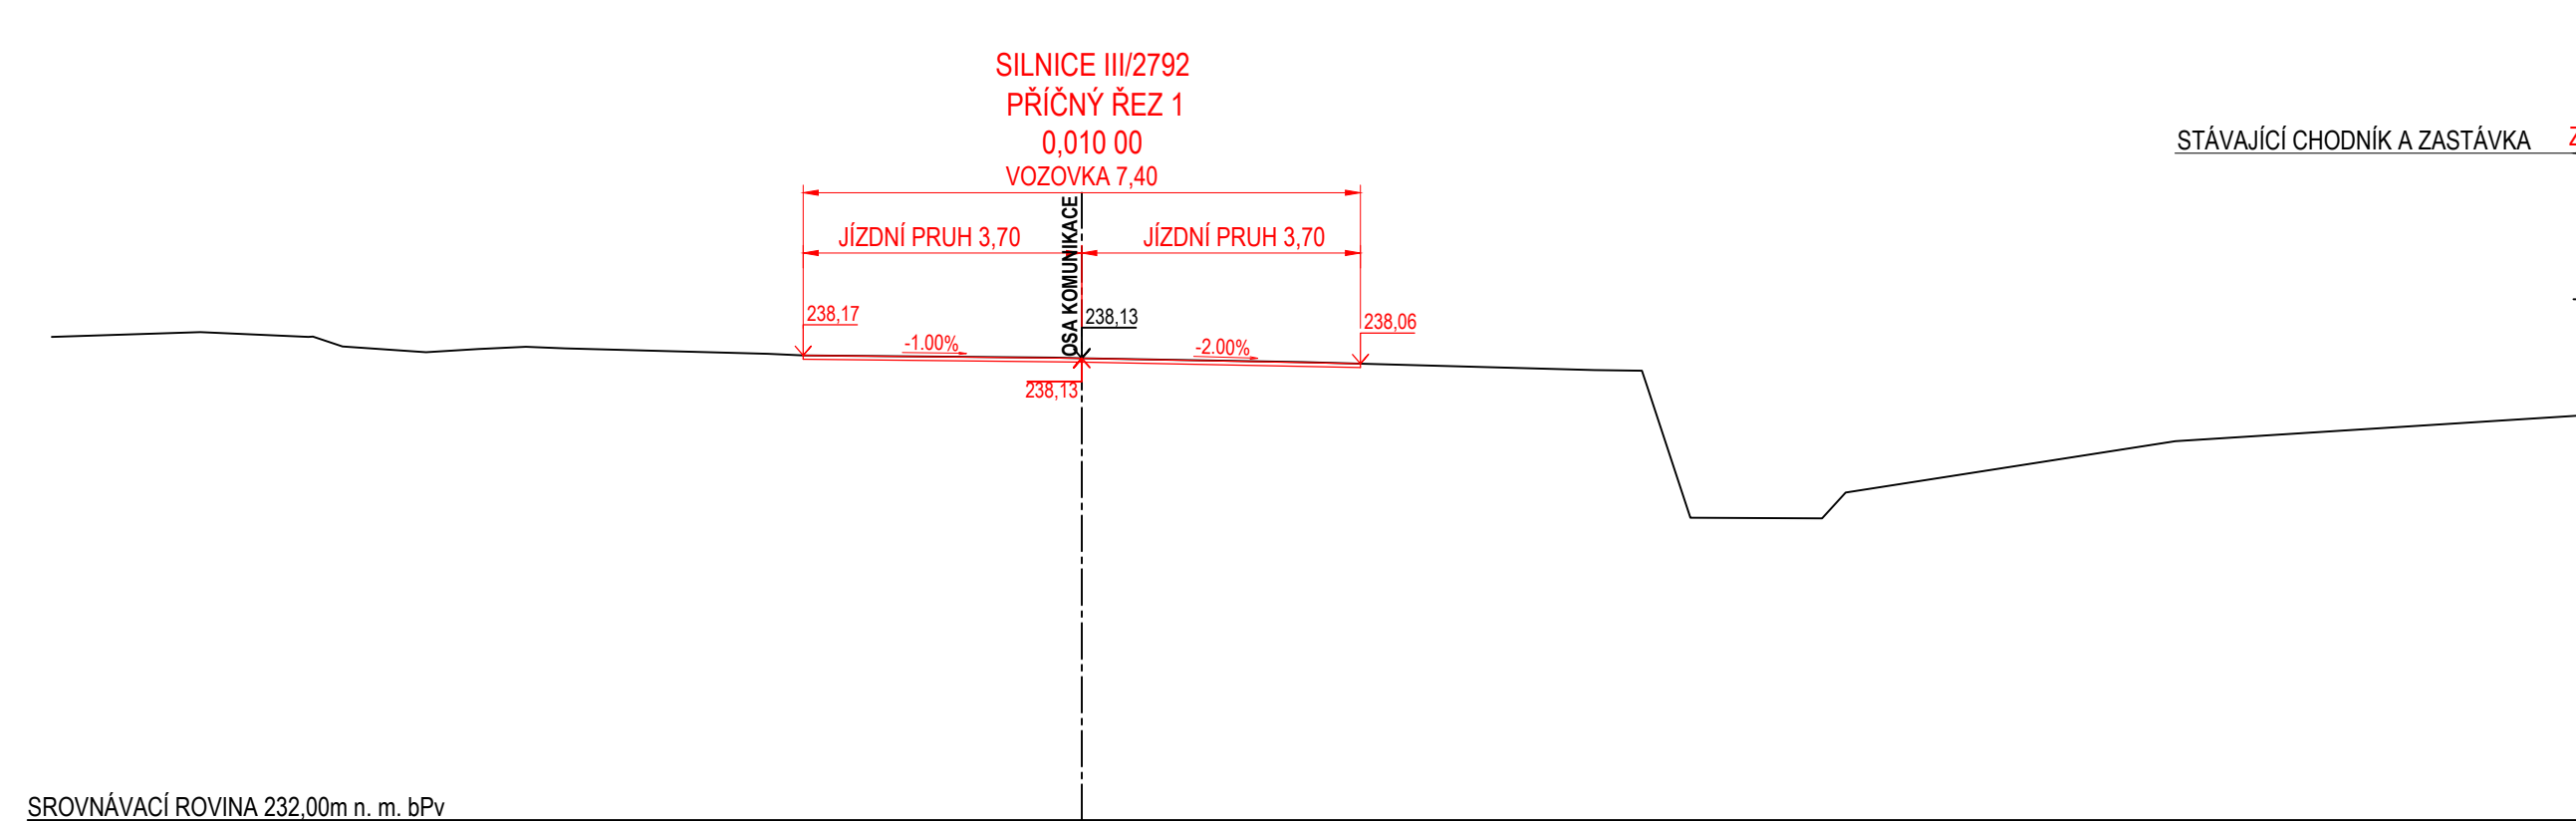 SILNICE III/2792
PŘÍČNÝ ŘEZ 1
0,010 00
VOZOVKA 7,40
STÁVAJÍCÍ CHODNÍK A ZASTÁVKA
OSA KOMUNIKACE
JÍZDNÍ PRUH 3,70
JÍZDNÍ PRUH 3,70
238,17
238,13
238,06
-1.00%
-2.00%
238,13
SROVNÁVACÍ ROVINA 232,00m n. m. bPv